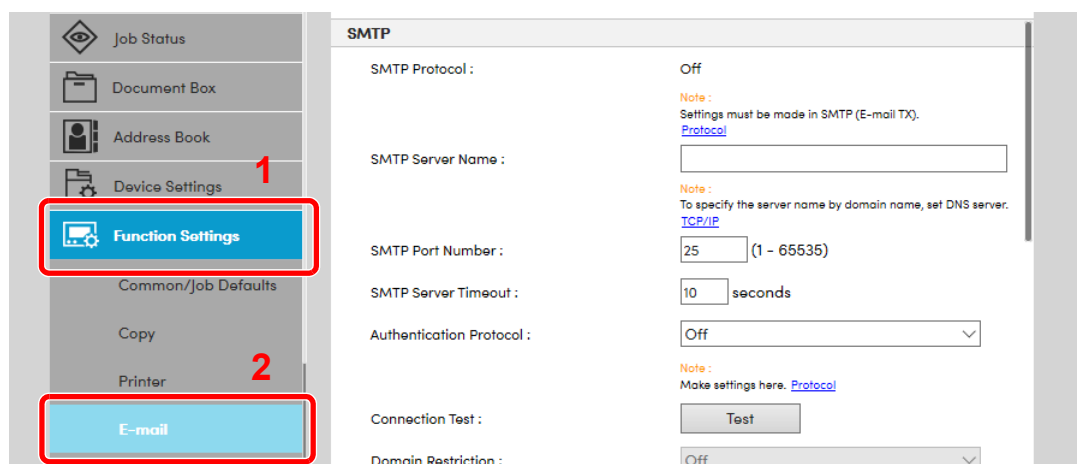 Job Status
Document Box
Address Book
1
Device Settings
Function Settings
Common/Job Defaults
Copy
2
Printer
E-mail
SMTP
SMTP Protocol :
Off
Note :
Settings must be made in SMTP (E-mail TX).
Protocol
SMTP Server Name :
Note :
To specify the server name by domain name, set DNS server.
TCP/IP
SMTP Port Number :
25 (1 - 65535)
SMTP Server Timeout :
10 seconds
Authentication Protocol :
Off
Note :
Make settings here. Protocol
Connection Test :
Test
Domain Restriction :
Off